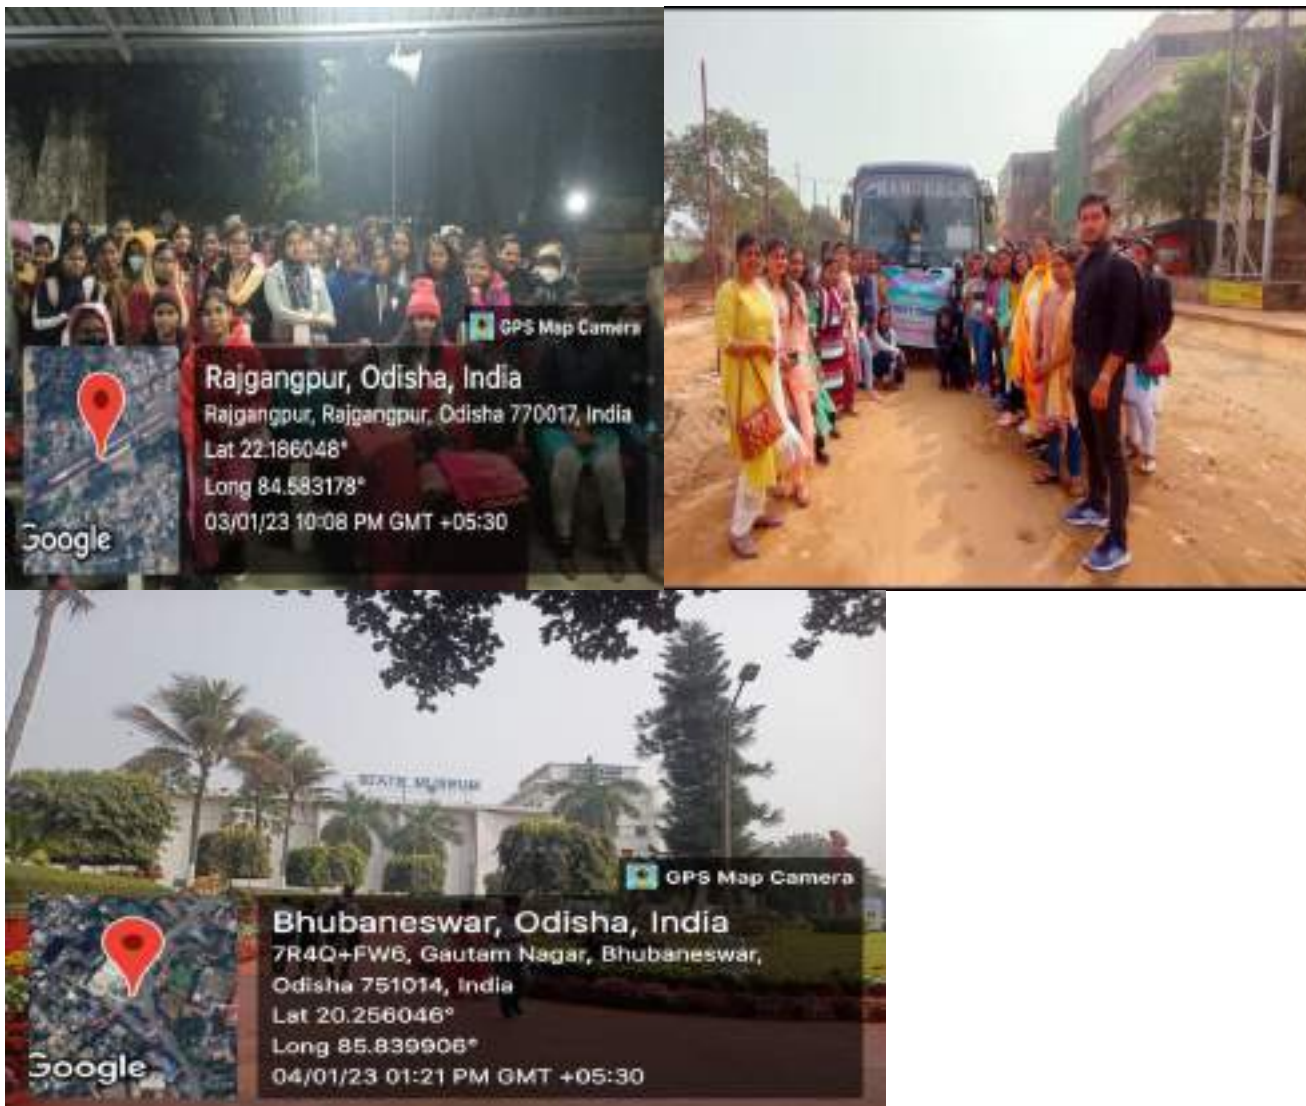 GPS Map Camera
Rajgangpur, Odisha, India
Rajgangpur, Rajgangpur, Odisha 770017, India
Lat 22.186048°
Long 84.583178°
03/01/23 10:08 PM GMT +05:30
Google
STATE MUSEUM
GPS Map Camera
Bhubaneswar, Odisha, India
7R4Q+FW6, Gautam Nagar, Bhubaneswar,
Odisha 751014, India
Lat 20.256046°
Long 85.839906°
04/01/23 01:21 PM GMT +05:30
Google